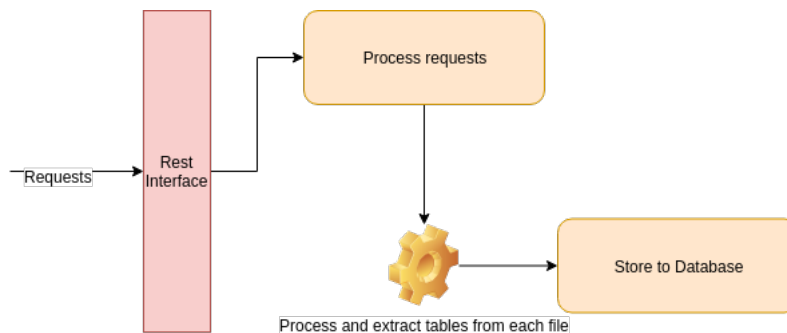 Requests
Rest
Interface
Process requests
Process and extract tables from each file
Store to Database